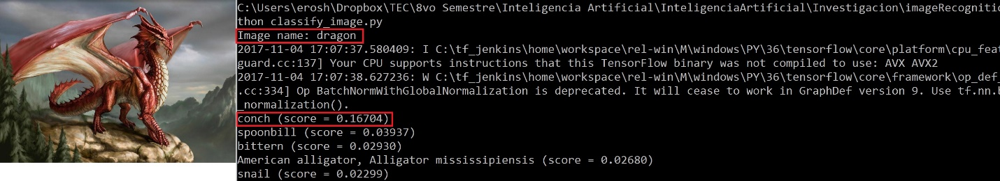 C:\Users\erosh\Dropbox\TEC\8vo Semestre\Inteligencia Artificial\InteligenciaArtificial\Investigacion\imageRecognitio
thon classify_image.py
Image name: dragon
2017-11-04 17:07:37.580409: I C:\tf_jenkins\home\workspace\rel-win\M\windows\PY\36\tensorflow\core\platform\cpu_feat
guard.cc:137] Your CPU supports instructions that this TensorFlow binary was not compiled to use: AVX AVX2
2017-11-04 17:07:38.627236: W C:\tf_jenkins\home\workspace\rel-win\M\windows\PY\36\tensorflow\core\framework\op_def_
.cc:334] Op BatchNormWithGlobalNormalization is deprecated. It will cease to work in GraphDef version 9. Use tf.nn.b
_normalization().
conch (score = 0.16704)
spoonbill (score = 0.03937)
bittern (score = 0.02930)
American alligator, Alligator mississipiensis (score = 0.02680)
snail (score = 0.02299)